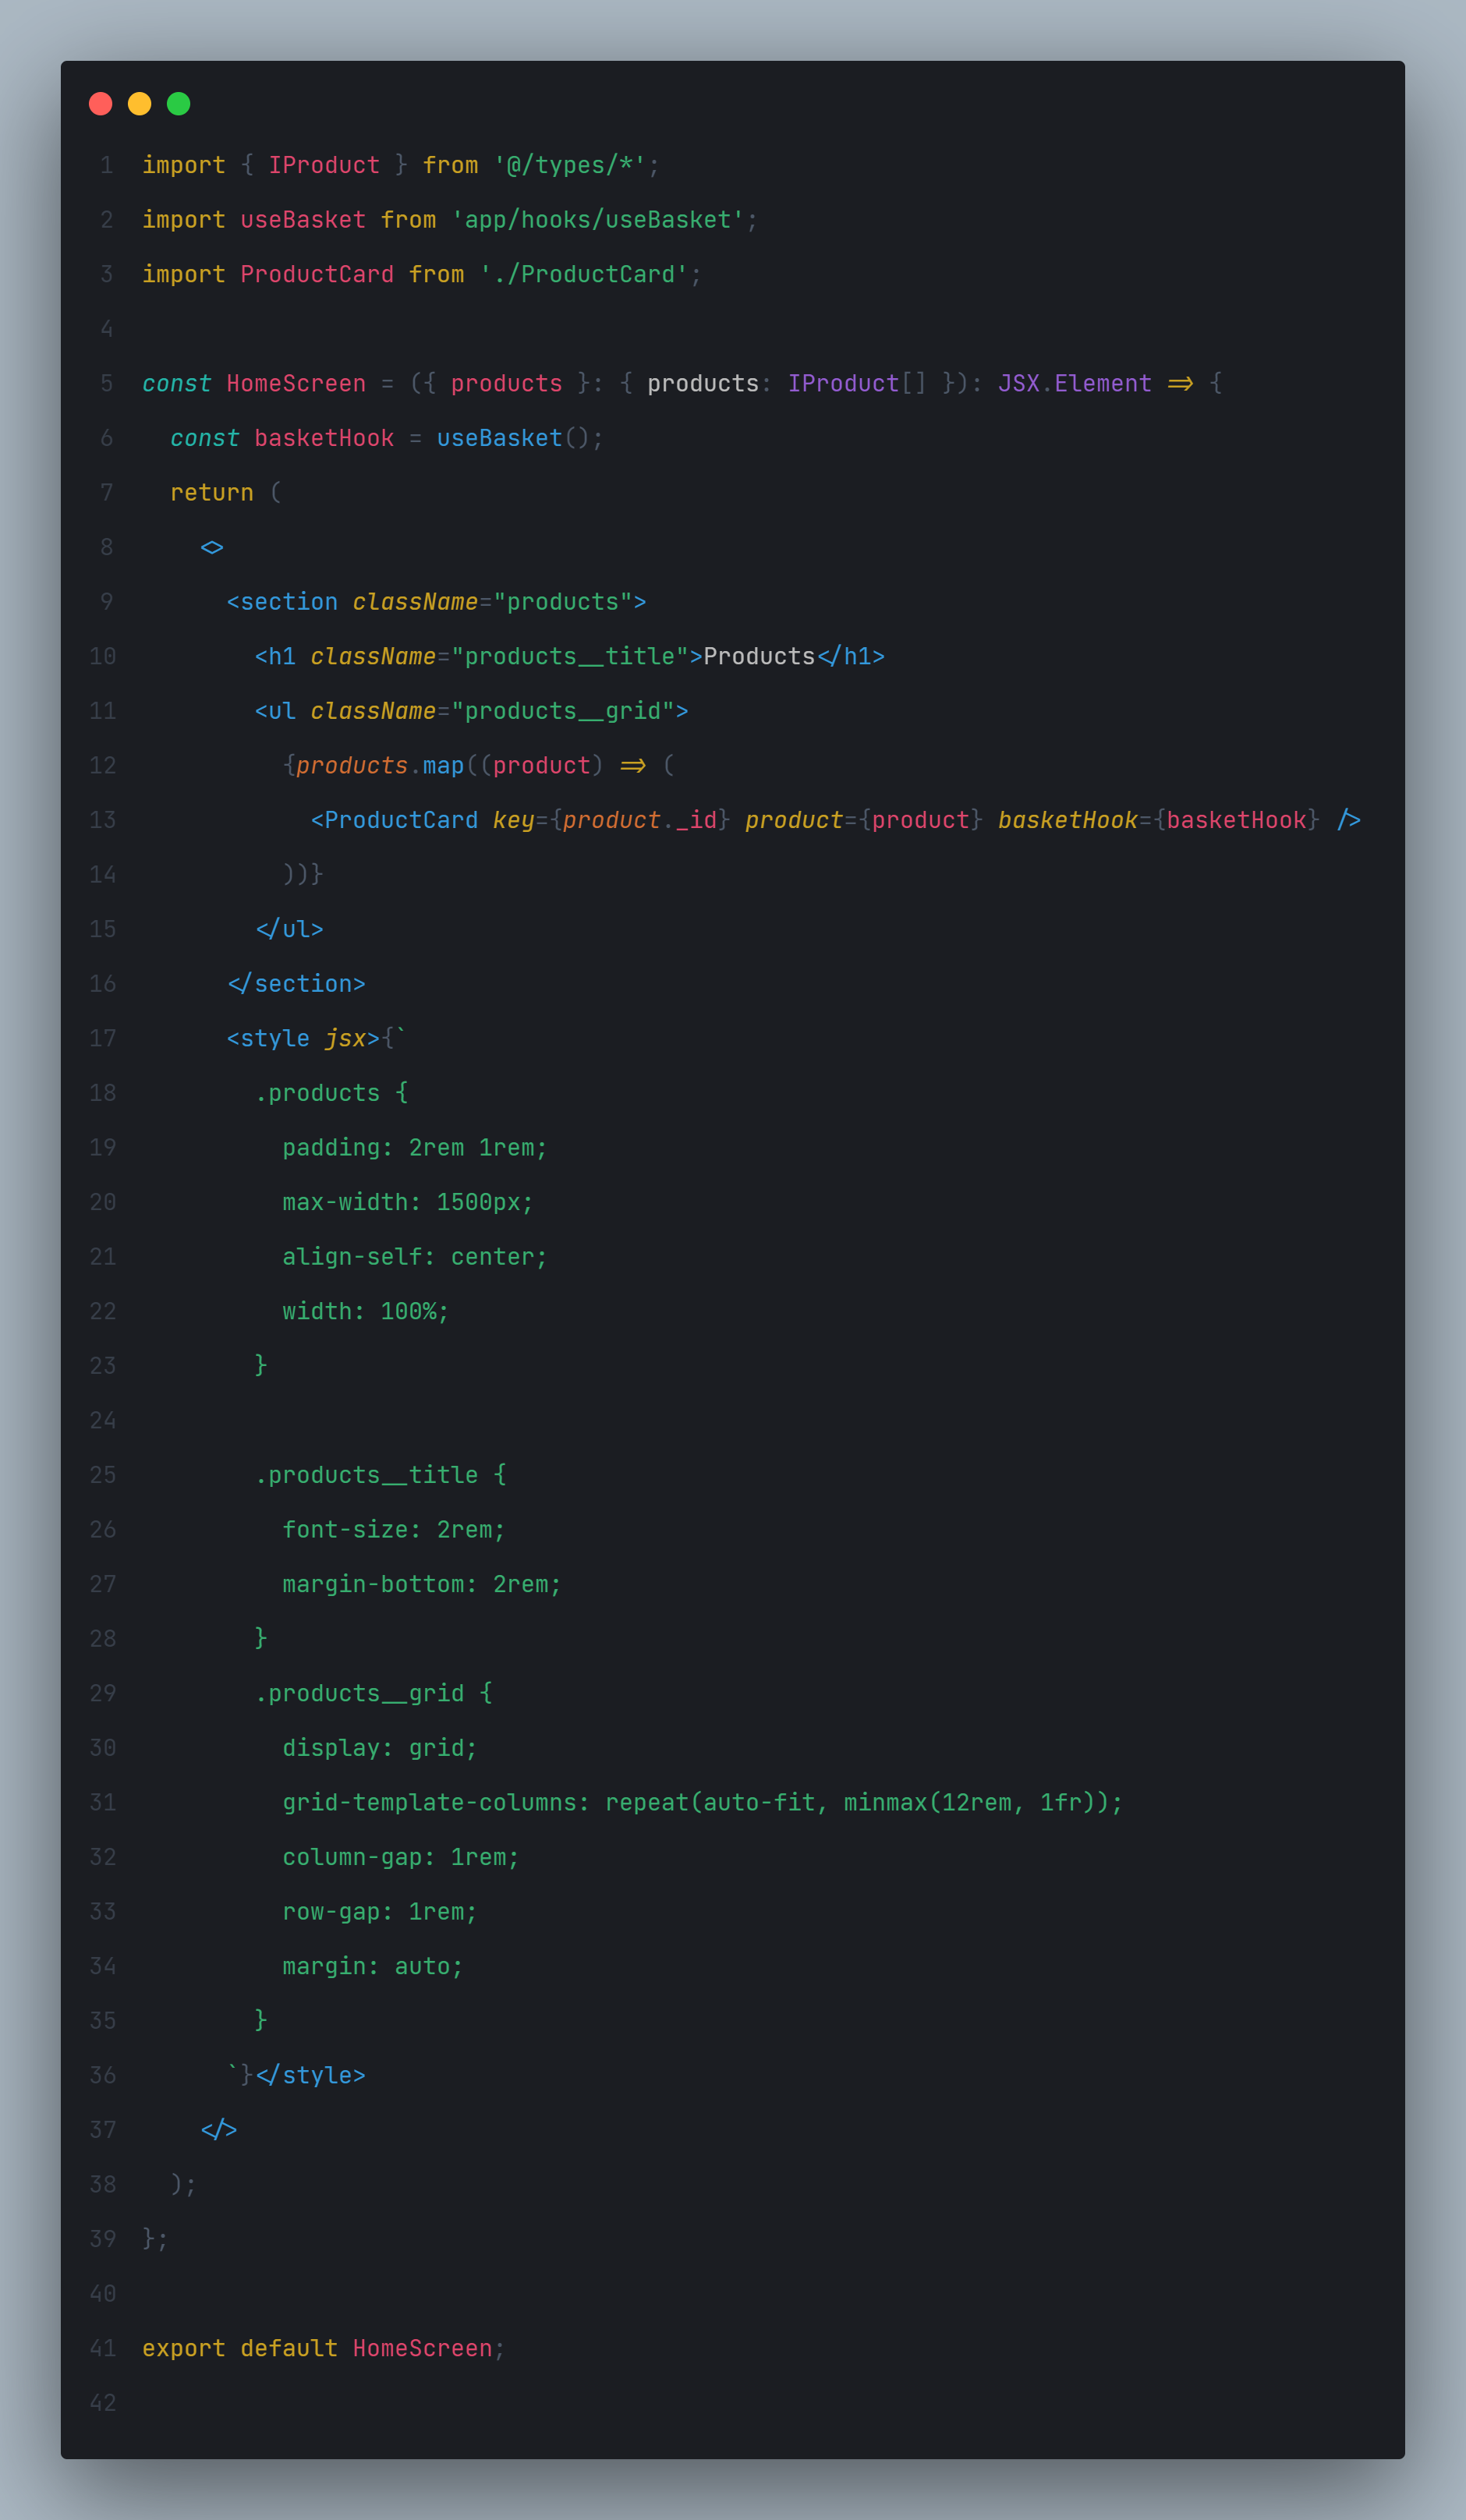 1 import { IProduct } from '@/types/*';
2 import useBasket from 'app/hooks/useBasket';
3 import ProductCard from './ProductCard';
4
5 const HomeScreen = ({ products }: { products: IProduct[] }): JSX.Element => {
6   const basketHook = useBasket();
7   return (
8     <>
9       <section className="products">
10         <h1 className="products__title">Products</h1>
11         <ul className="products__grid">
12           {products.map((product) => (
13             <ProductCard key={product._id} product={product} basketHook={basketHook} />
14           ))}
15         </ul>
16       </section>
17       <style jsx>{`
18         .products {
19           padding: 2rem 1rem;
20           max-width: 1500px;
21           align-self: center;
22           width: 100%;
23         }
24
25         .products__title {
26           font-size: 2rem;
27           margin-bottom: 2rem;
28         }
29         .products__grid {
30           display: grid;
31           grid-template-columns: repeat(auto-fit, minmax(12rem, 1fr));
32           column-gap: 1rem;
33           row-gap: 1rem;
34           margin: auto;
35         }
36       `}</style>
37     </>
38   );
39 };
40
41 export default HomeScreen;
42